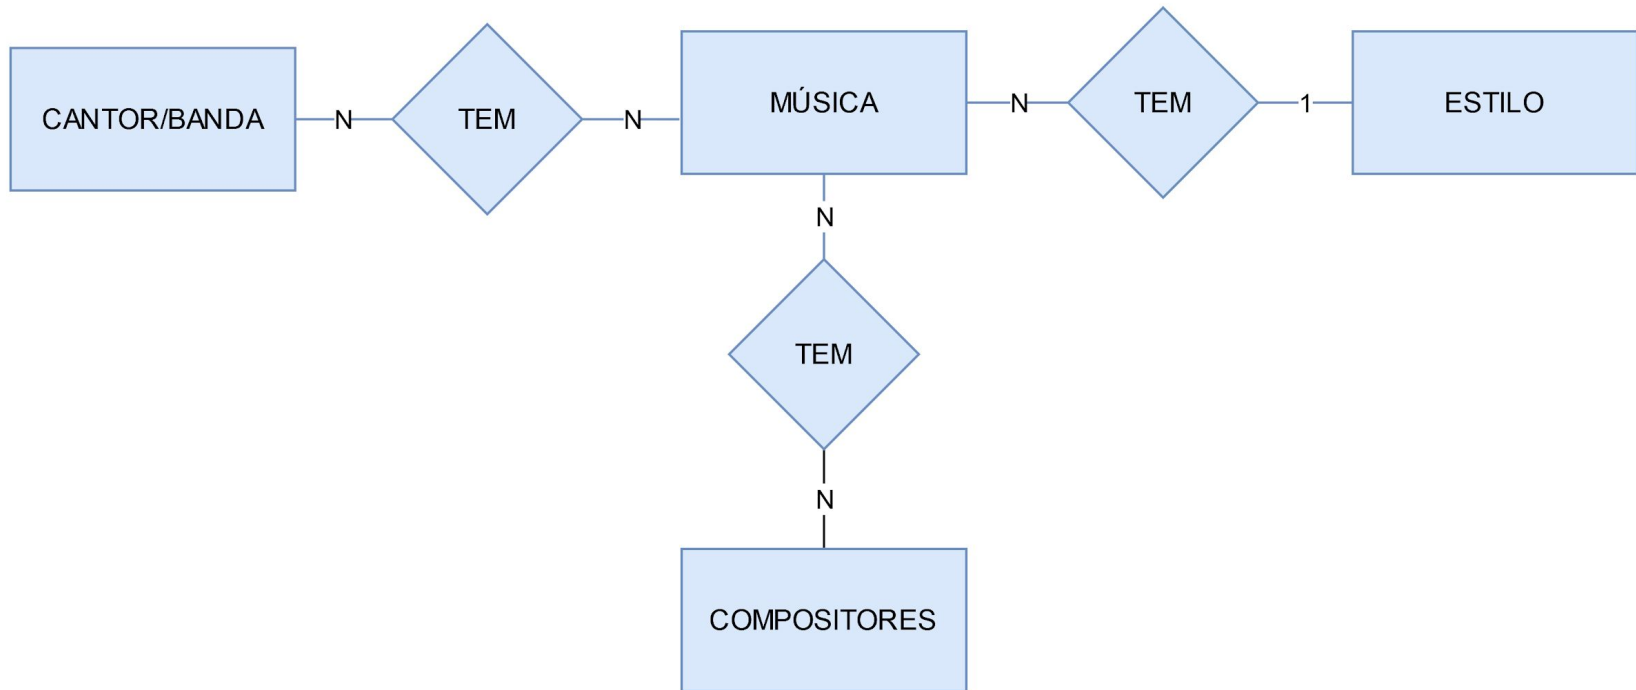 CANTOR/BANDA
N
TEM
N
MÚSICA
N
TEM
1
ESTILO
N
TEM
N
COMPOSITORES